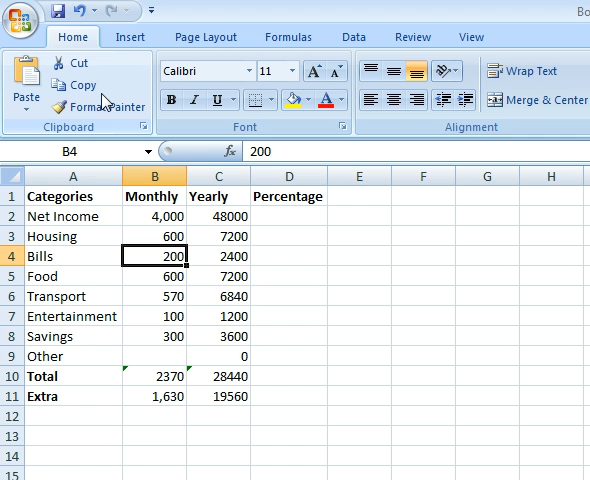 Bo
Home Insert Page Layout Formulas Data Review View
Paste
Cut
Copy
Format Painter
Clipboard
Calibri 11 A A
B I U A
Font
Wrap Text
Merge & Center
Alignment
B4 fx 200
A B C D E F G H
1 Categories Monthly Yearly Percentage
2 Net Income 4,000 48000
3 Housing 600 7200
4 Bills 200 2400
5 Food 600 7200
6 Transport 570 6840
7 Entertainment 100 1200
8 Savings 300 3600
9 Other 0
10 Total 2370 28440
11 Extra 1,630 19560
12
13
14
15